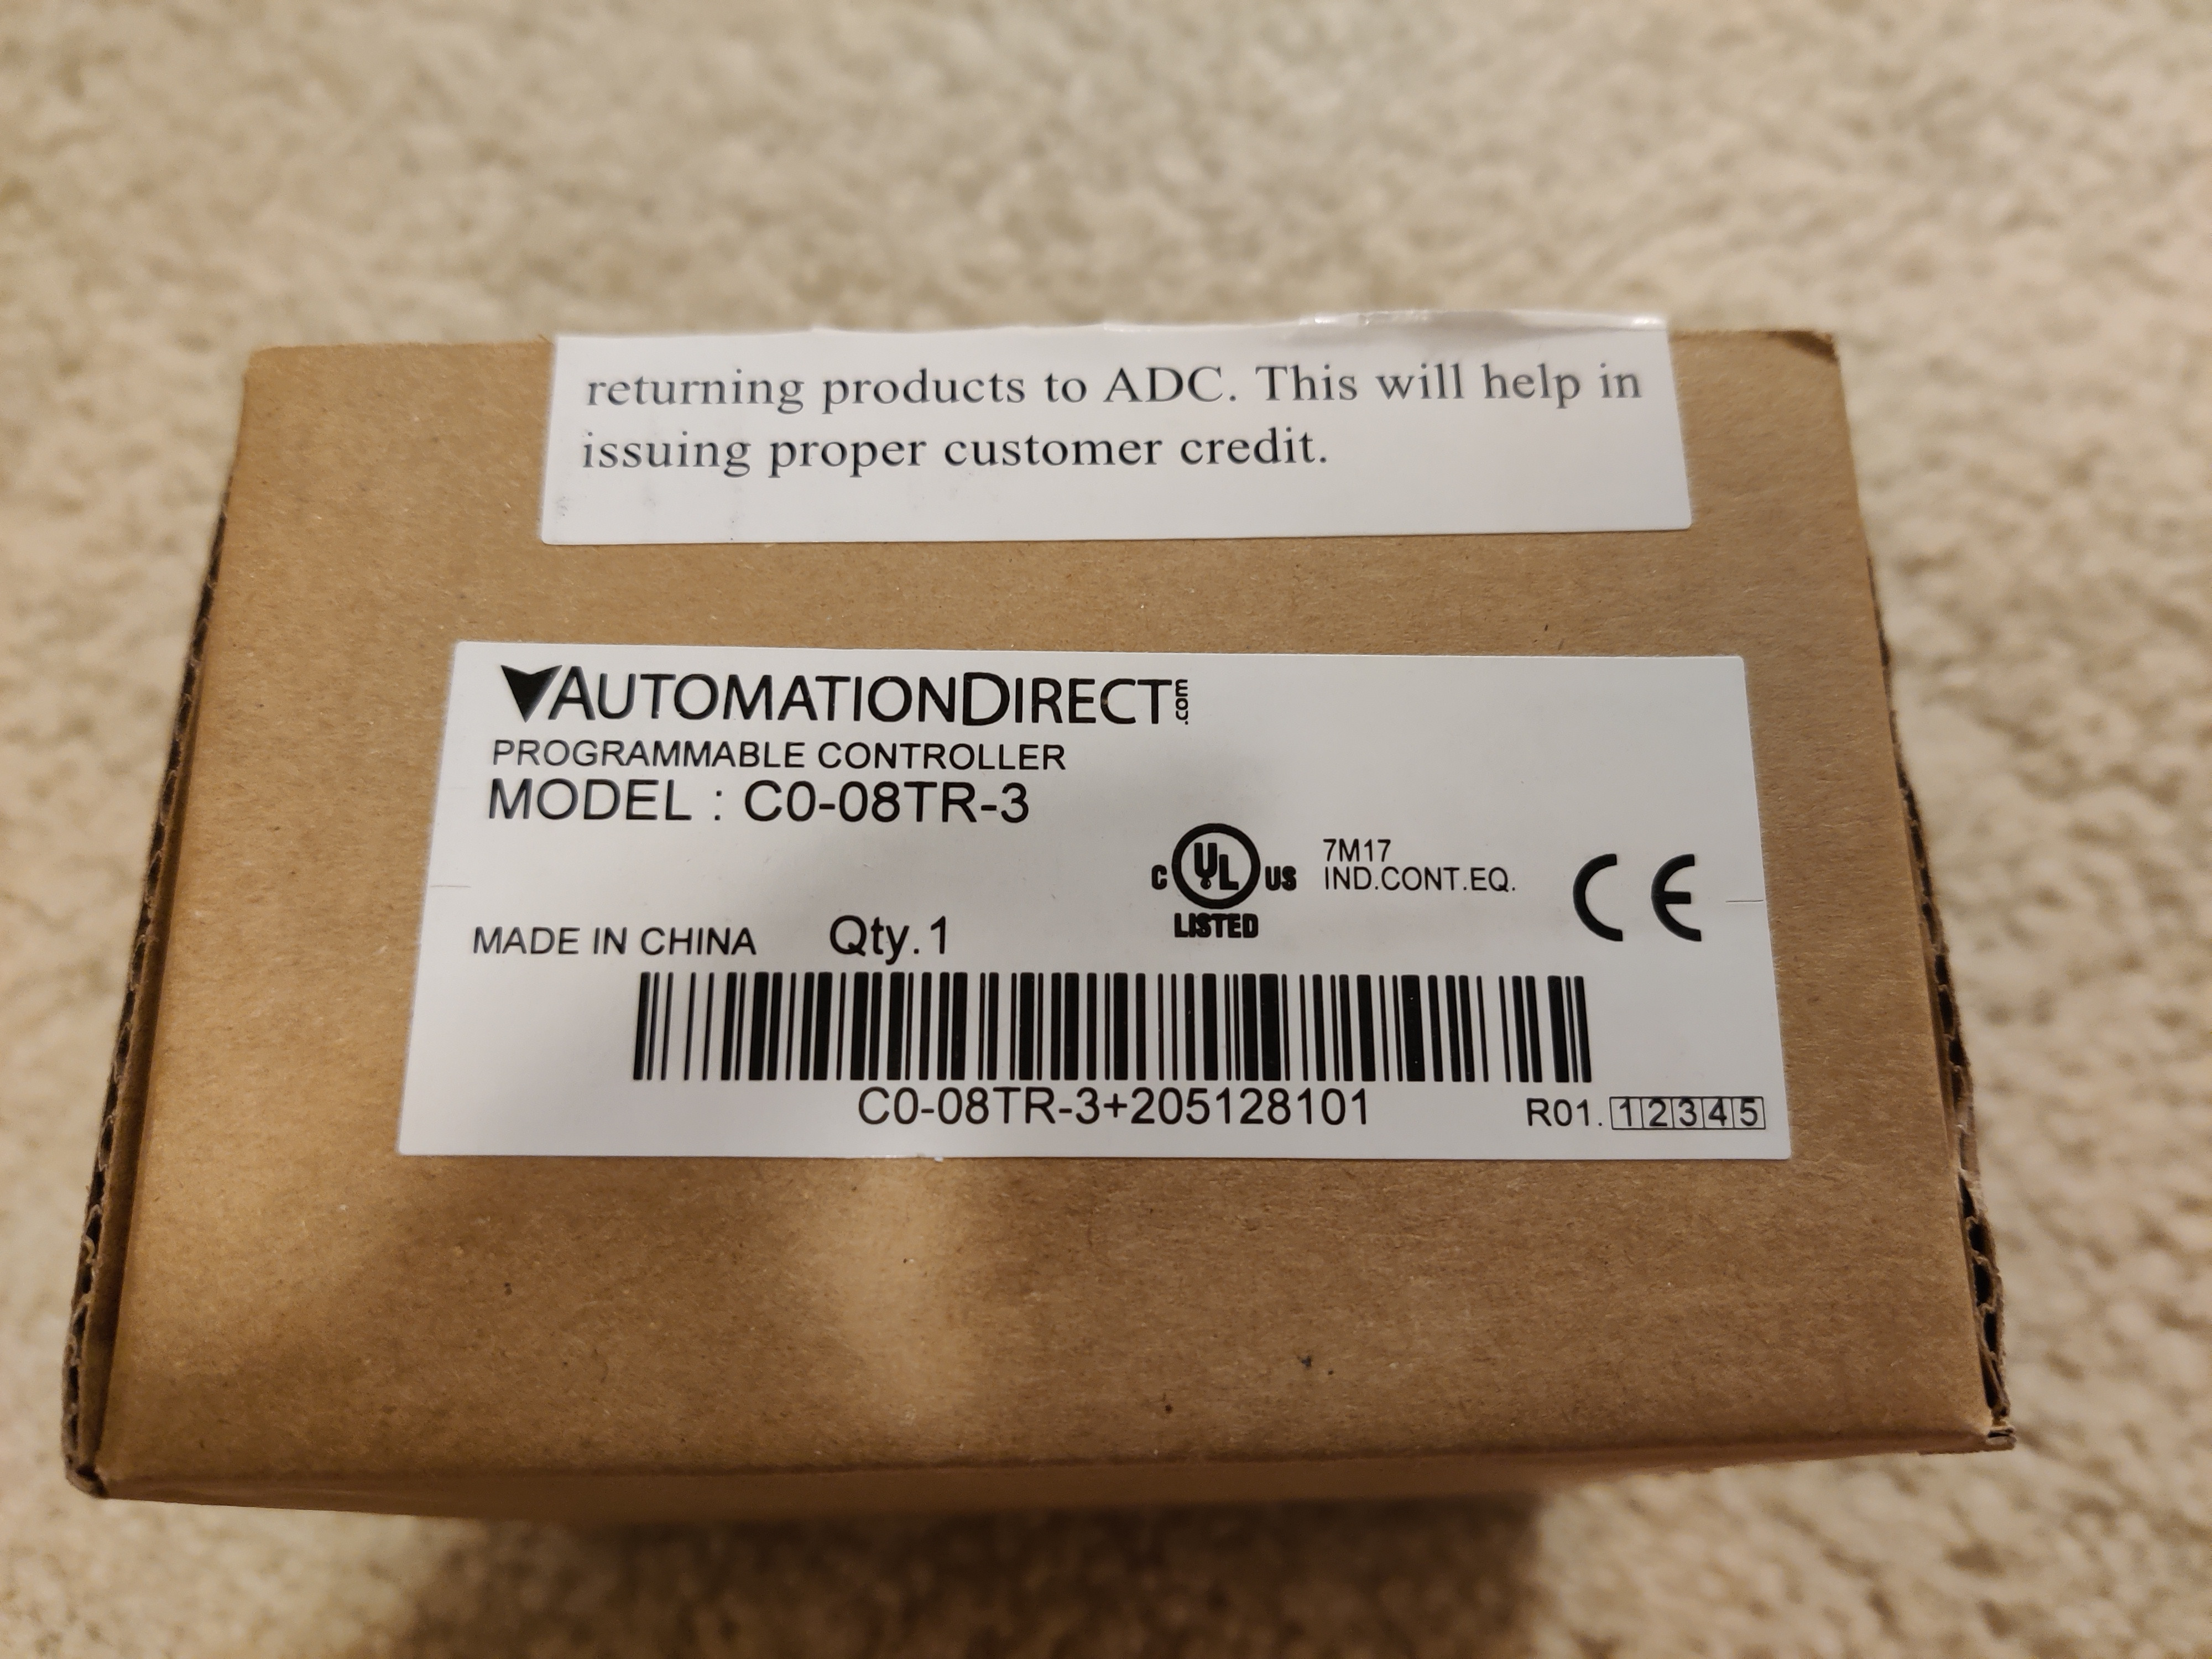 returning products to ADC. This will help in
issuing proper customer credit.
AUTOMATIONDIRECT.com
PROGRAMMABLE CONTROLLER
MODEL : C0-08TR-3
C UL US
LISTED
7M17
IND.CONT.EQ.
CE
MADE IN CHINA Qty.1
C0-08TR-3+205128101
R01. 1 2 3 4 5